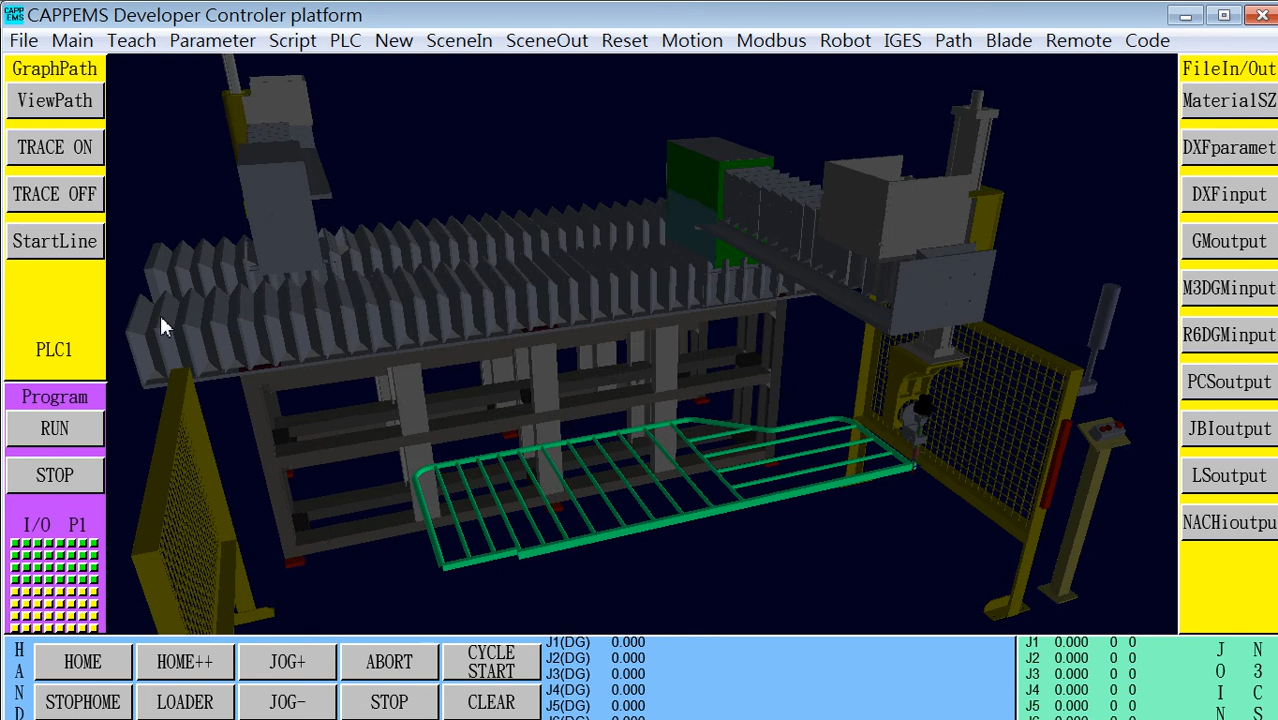 CAPP EMS CAPPEMS Developer Controler platform
File Main Teach Parameter Script PLC New SceneIn SceneOut Reset Motion Modbus Robot IGES Path Blade Remote Code
GraphPath
ViewPath
TRACE ON
TRACE OFF
StartLine
PLC1
Program
RUN
STOP
I/O P1
FileIn/Out
MaterialSZ
DXFparamet
DXFinput
GMoutput
M3DGMinput
R6DGMinput
PCSoutput
JBIoutput
LSoutput
NACHioutpu
H
A
N
D
HOME HOME++ JOG+ ABORT CYCLE START
STOPHOME LOADER JOG- STOP CLEAR
J1(DG) 0.000
J2(DG) 0.000
J3(DG) 0.000
J4(DG) 0.000
J5(DG) 0.000
J1 0.000 0 0
J2 0.000 0 0
J3 0.000 0 0
J4 0.000 0 0
J5 0.000 0 0
J
O
I
N
N
3
C
S